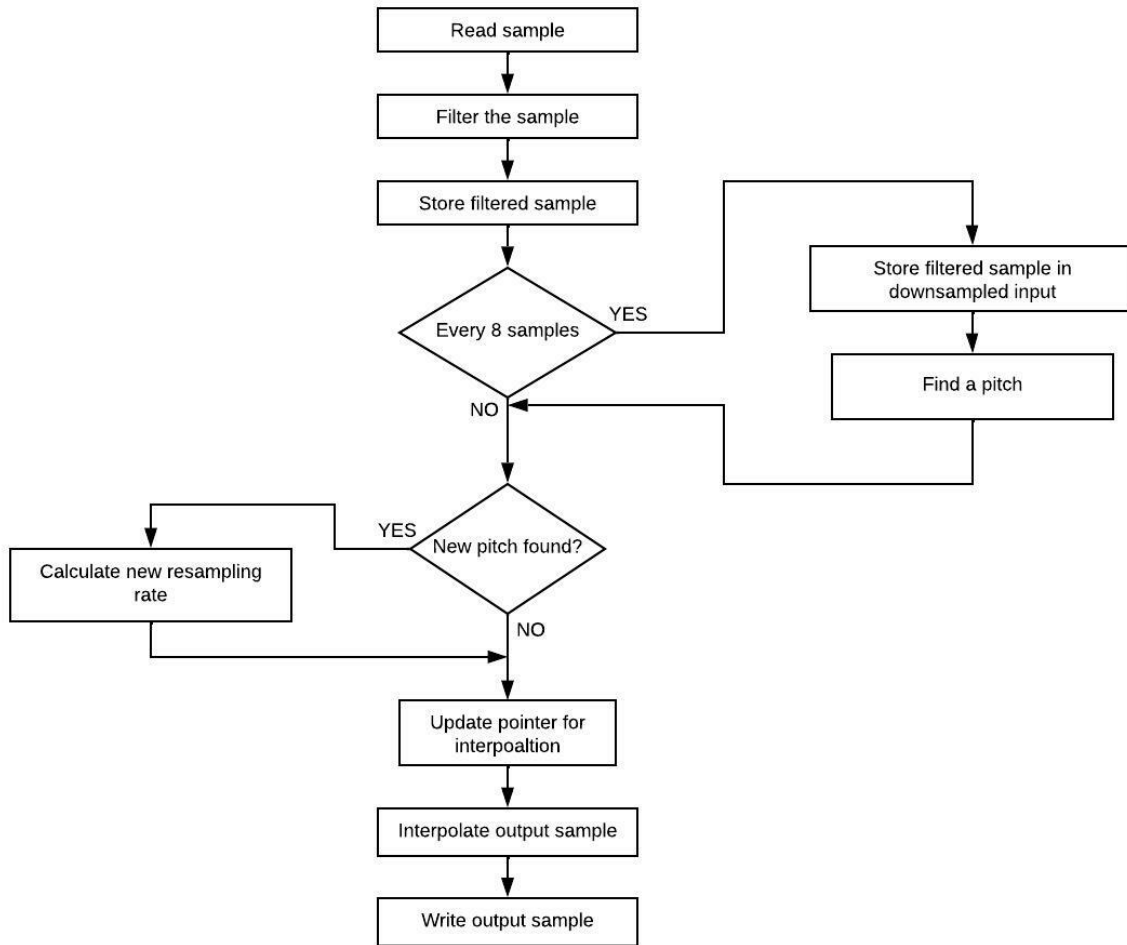 Read sample
Filter the sample
Store filtered sample
Every 8 samples
YES
Store filtered sample in
downsampled input
Find a pitch
NO
New pitch found?
YES
Calculate new resampling
rate
NO
Update pointer for
interpoaltion
Interpolate output sample
Write output sample